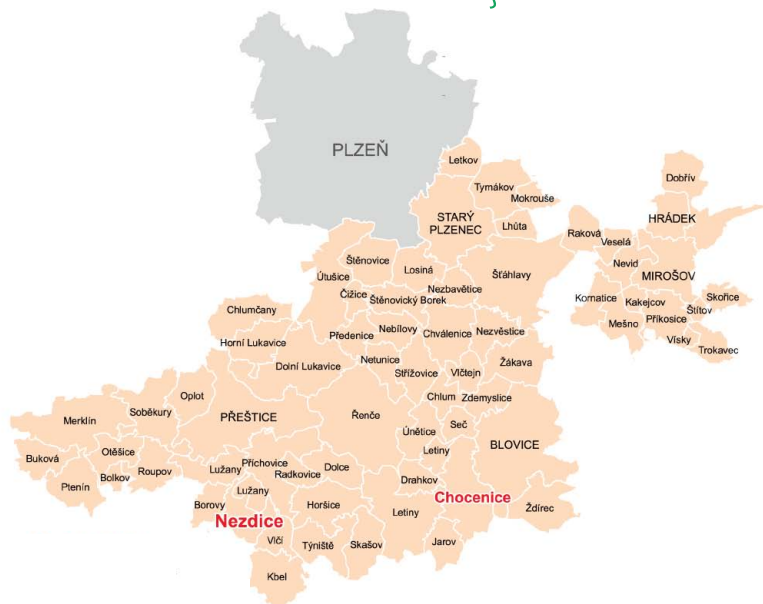 PLZEŇ
Letkov
Dobřív
Tymákov
Mokrouše
STARÝ
PLZENEC
HRÁDEK
Lhůta
Raková
Veselá
Štěnovice
Losiná
Šťáhlavy
Nevid
MIROŠOV
Útušice
Nezbavětice
Čižice
Štěnovický Borek
Kornatice
Kakejcov
Skořice
Chlumčany
Štítov
Příkosice
Mešno
Předenice
Nebílovy
Chválenice
Nezvěstice
Horní Lukavice
Vísky
Trokavec
Netunice
Žákava
Dolní Lukavice
Střížovice
Vlčtejn
Oplot
Chlum
Zdemyslice
Soběkury
PŘEŠTICE
Řenče
Merklín
Seč
Únětice
BLOVICE
Otěšice
Letiny
Buková
Příchovice
Lužany
Dolce
Roupov
Radkovice
Bolkov
Drahkov
Ptenín
Lužany
Chocenice
Borovy
Horšice
Ždírec
Letiny
Nezdice
Vlčí
Týniště
Skašov
Jarov
Kbel